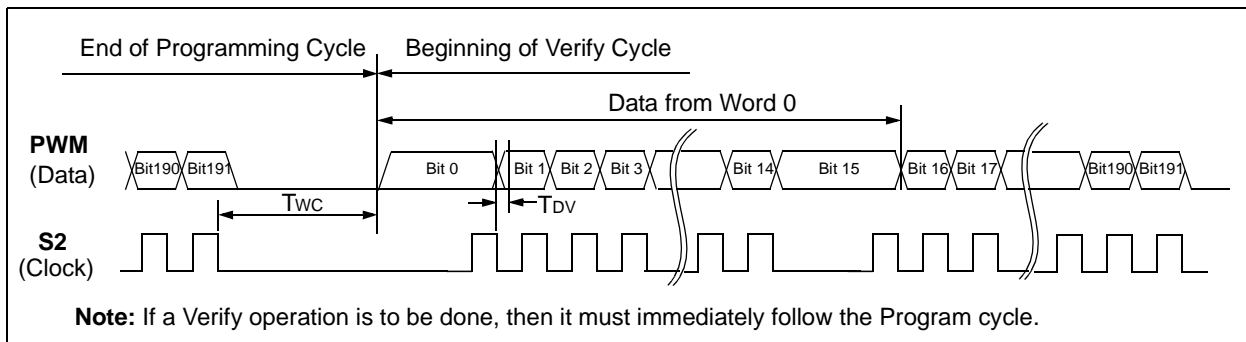 End of Programming Cycle Beginning of Verify Cycle
Data from Word 0
PWM
(Data)
Bit190 Bit191 Bit 0 Bit 1 Bit 2 Bit 3 Bit 14 Bit 15 Bit 16 Bit 17 Bit190 Bit191
TWC TDV
S2
(Clock)
Note: If a Verify operation is to be done, then it must immediately follow the Program cycle.